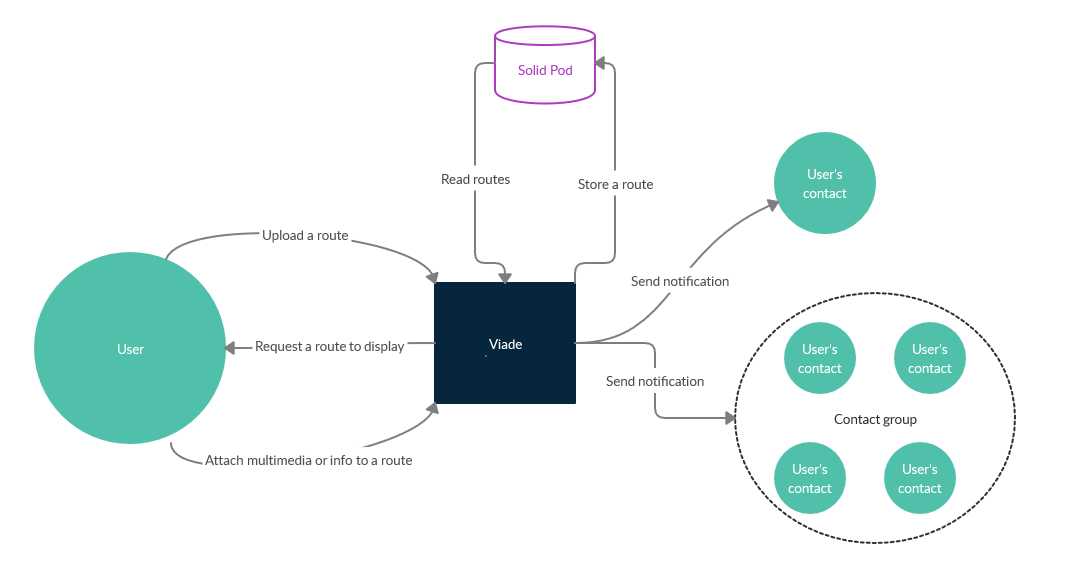 Solid Pod
Read routes
Store a route
User's
contact
Upload a route
Send notification
User
Request a route to display
Viade
Send notification
User's
contact
User's
contact
Contact group
Attach multimedia or info to a route
User's
contact
User's
contact